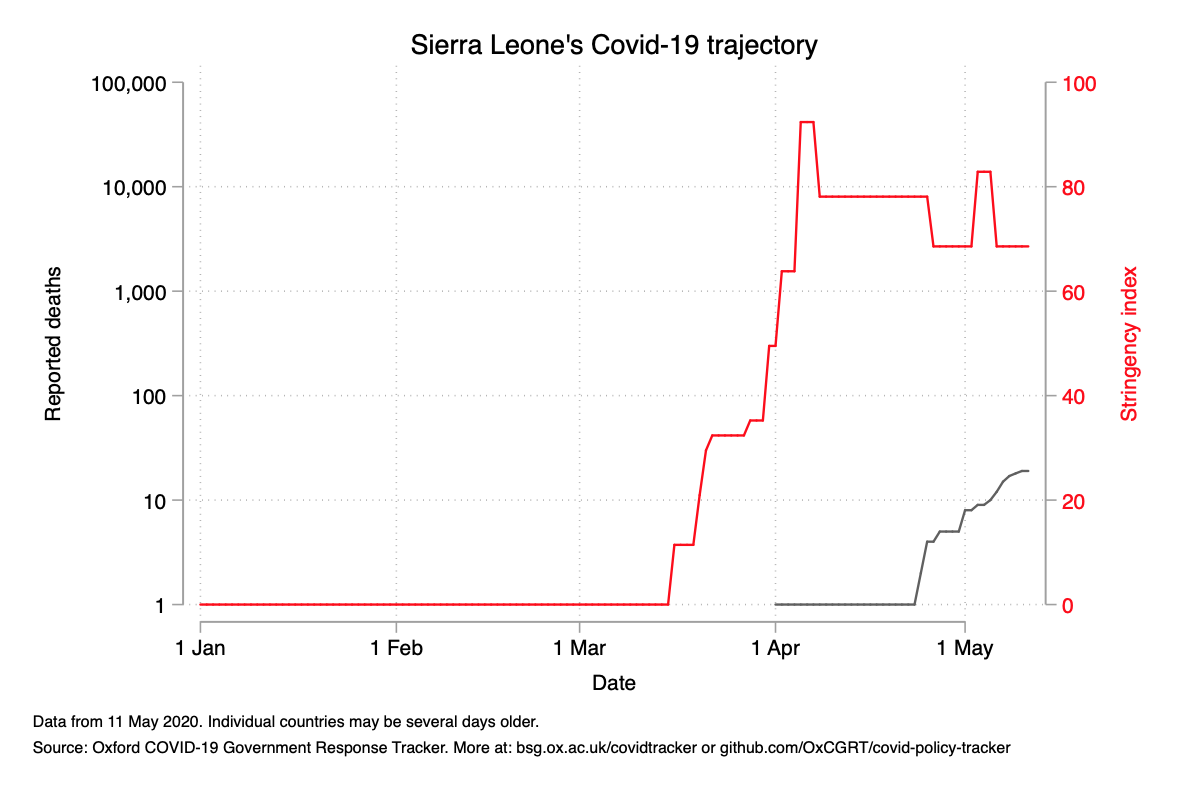 Sierra Leone's Covid-19 trajectory
100,000
10,000
1,000
100
10
1
Reported deaths
100
80
60
40
20
0
Stringency index
1 Jan
1 Feb
1 Mar
1 Apr
1 May
Date
Data from 11 May 2020. Individual countries may be several days older.
Source: Oxford COVID-19 Government Response Tracker. More at: bsg.ox.ac.uk/covidtracker or github.com/OxCGRT/covid-policy-tracker